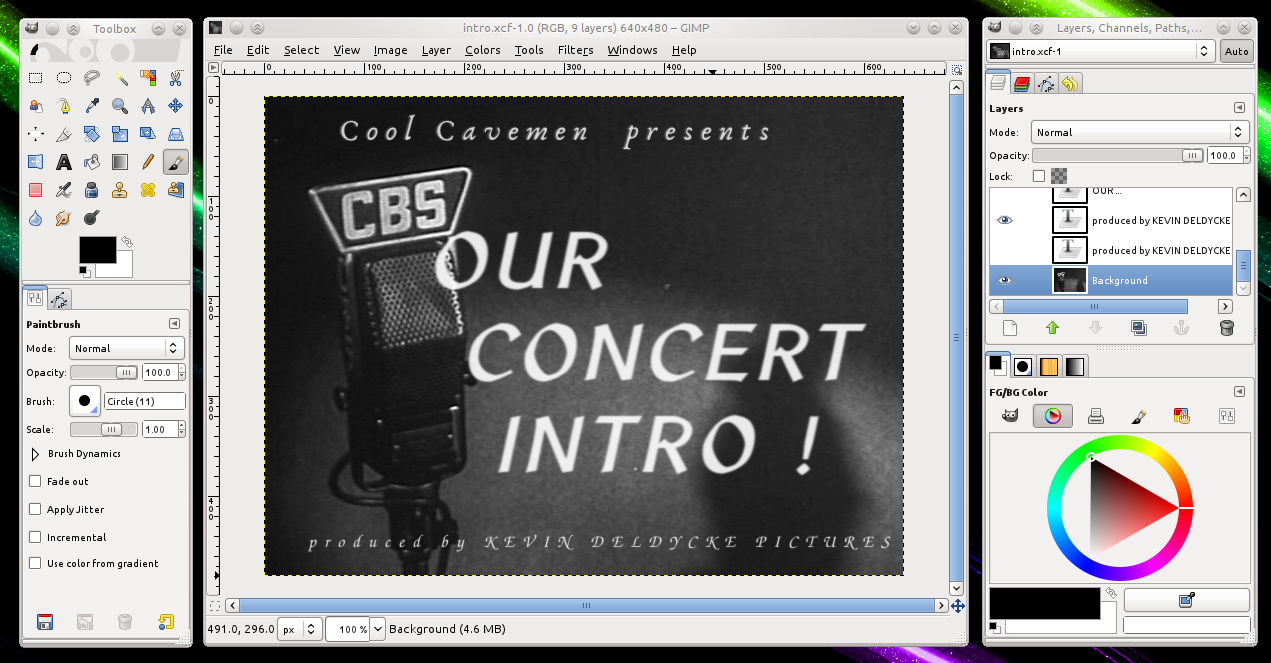 Toolbox
intro.xcf-1.0 (RGB, 9 layers) 640x480 – GIMP
Layers, Channels, Paths,...
File Edit Select View Image Layer Colors Tools Filters Windows Help
intro.xcf-1
Auto
0 100 200 300 400 500 600
0
100
200
300
400
Cool Cavemen presents
CBS
OUR
CONCERT
INTRO !
produced by KEVIN DELDYCKE PICTURES
Layers
Mode: Normal
Opacity: 100.0
Lock:
OUR ...
produced by KEVIN DELDYCKE
produced by KEVIN DELDYCKE
Background
Paintbrush
Mode: Normal
Opacity: 100.0
Brush: Circle (11)
Scale: 1.00
Brush Dynamics
Fade out
Apply Jitter
Incremental
Use color from gradient
FG/BG Color
491.0, 296.0 px 100 % Background (4.6 MB)